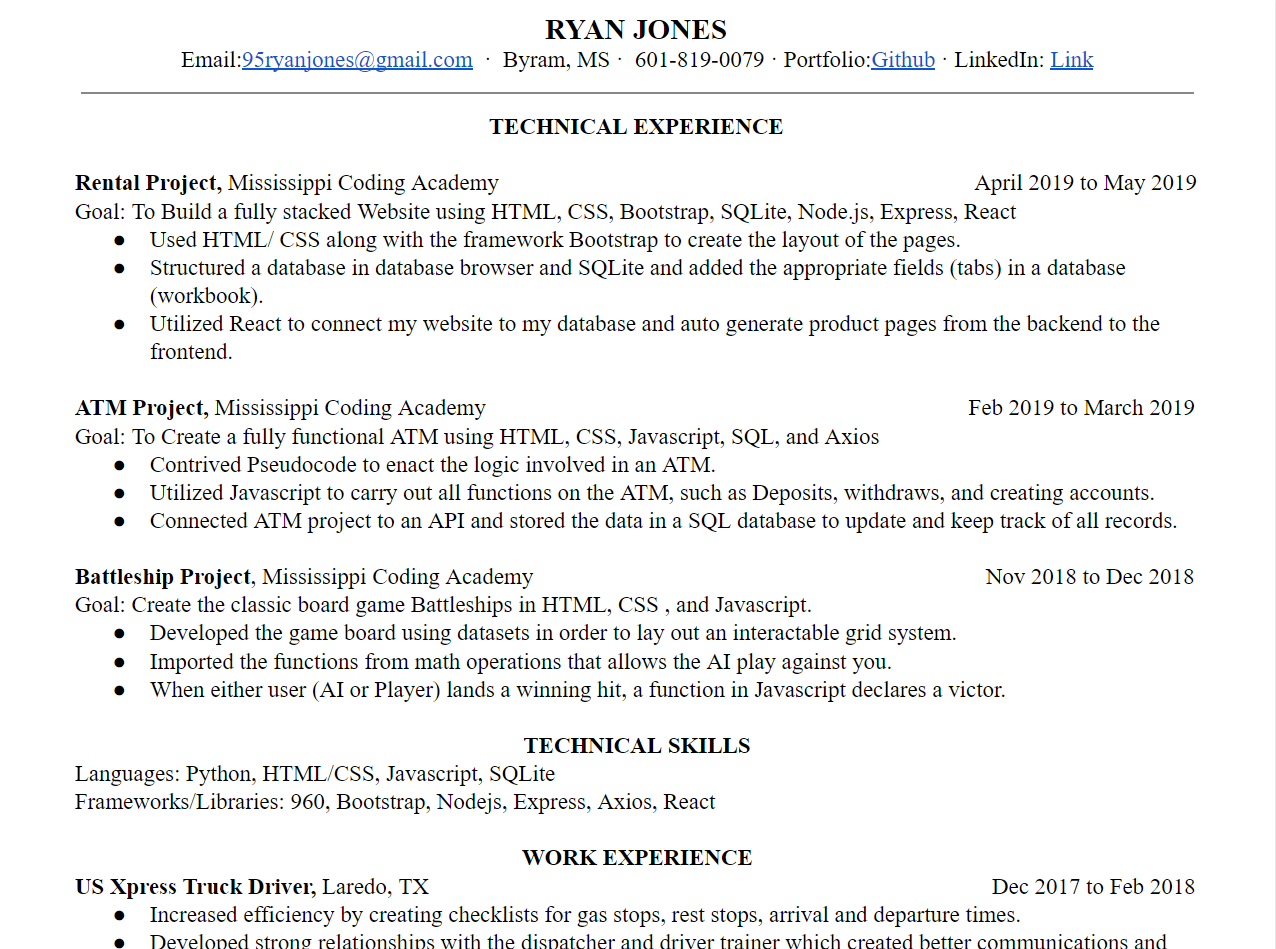 RYAN JONES
Email:95ryanjones@gmail.com · Byram, MS · 601-819-0079 · Portfolio:Github · LinkedIn: Link
TECHNICAL EXPERIENCE
Rental Project, Mississippi Coding Academy April 2019 to May 2019
Goal: To Build a fully stacked Website using HTML, CSS, Bootstrap, SQLite, Node.js, Express, React
● Used HTML/ CSS along with the framework Bootstrap to create the layout of the pages.
● Structured a database in database browser and SQLite and added the appropriate fields (tabs) in a database
(workbook).
● Utilized React to connect my website to my database and auto generate product pages from the backend to the
frontend.
ATM Project, Mississippi Coding Academy Feb 2019 to March 2019
Goal: To Create a fully functional ATM using HTML, CSS, Javascript, SQL, and Axios
● Contrived Pseudocode to enact the logic involved in an ATM.
● Utilized Javascript to carry out all functions on the ATM, such as Deposits, withdraws, and creating accounts.
● Connected ATM project to an API and stored the data in a SQL database to update and keep track of all records.
Battleship Project, Mississippi Coding Academy Nov 2018 to Dec 2018
Goal: Create the classic board game Battleships in HTML, CSS , and Javascript.
● Developed the game board using datasets in order to lay out an interactable grid system.
● Imported the functions from math operations that allows the AI play against you.
● When either user (AI or Player) lands a winning hit, a function in Javascript declares a victor.
TECHNICAL SKILLS
Languages: Python, HTML/CSS, Javascript, SQLite
Frameworks/Libraries: 960, Bootstrap, Nodejs, Express, Axios, React
WORK EXPERIENCE
US Xpress Truck Driver, Laredo, TX Dec 2017 to Feb 2018
● Increased efficiency by creating checklists for gas stops, rest stops, arrival and departure times.
● Developed strong relationships with the dispatcher and driver trainer which created better communications and